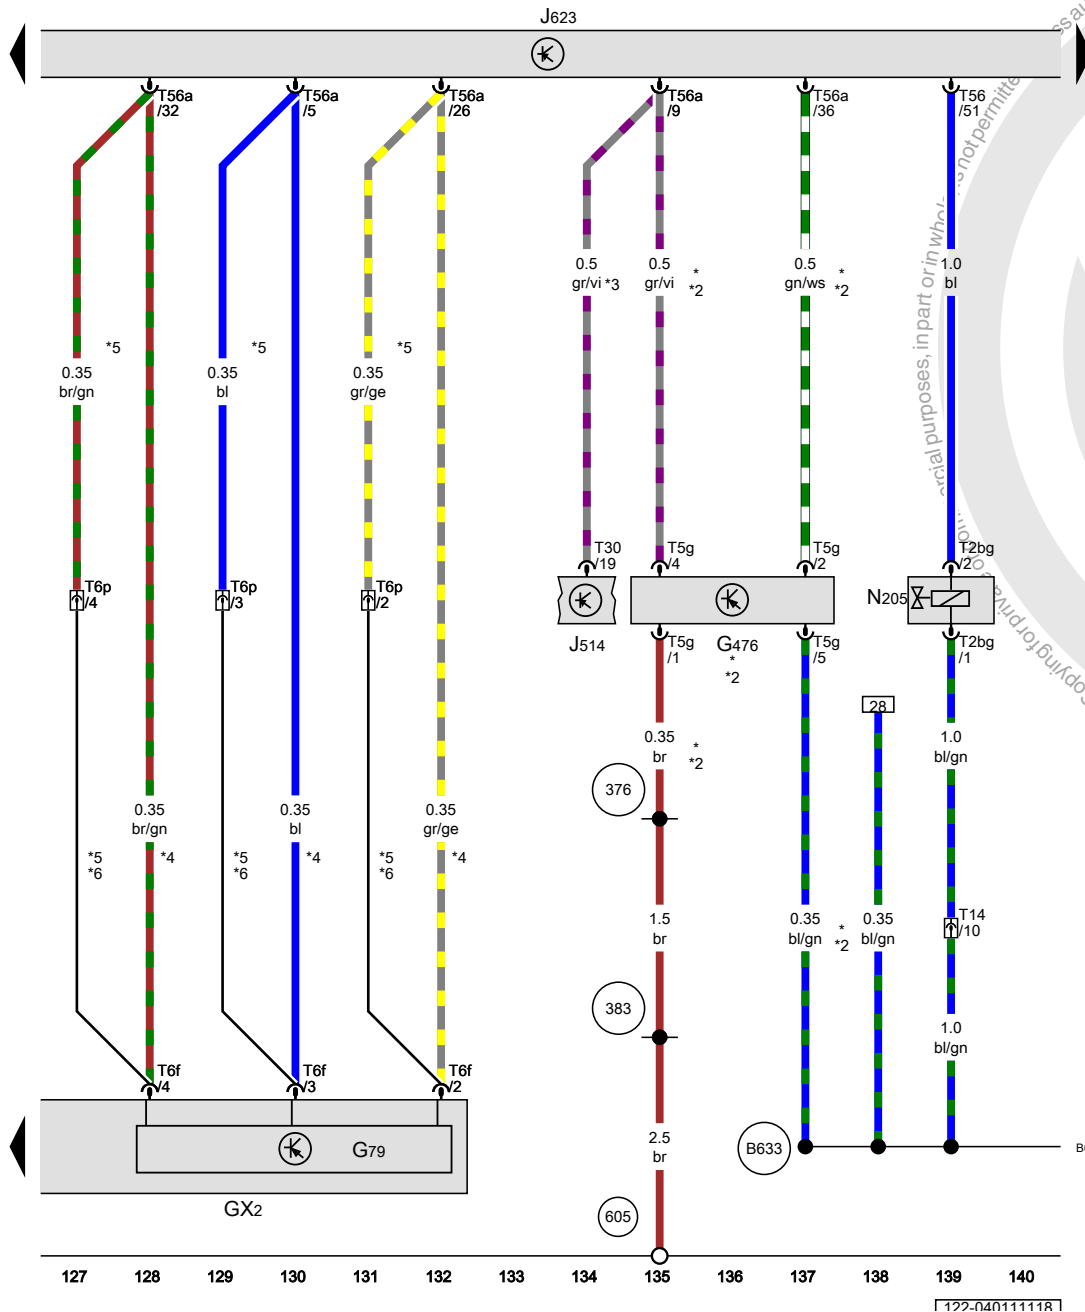 J623
T56a
/32
T56a
/5
T56a
/26
T56a
/9
T56a
/36
T56
/51
0.5
gr/vi *3
0.5
gr/vi
*
*2
0.5
gn/ws
*
*2
1.0
bl
*5
0.35
br/gn
*5
0.35
bl
*5
0.35
gr/ge
T30
/19
T5g
/4
T5g
/2
T2bg
/2
T6p
/4
T6p
/3
T6p
/2
N205
J514
T5g
/1
G476
*
*2
T5g
/5
T2bg
/1
28
0.35
br
*
*2
1.0
bl/gn
376
0.35
br/gn
0.35
bl
0.35
gr/ge
*5
*6
*4
*5
*6
*4
*5
*6
*4
1.5
br
0.35
bl/gn
*
*2
0.35
bl/gn
T14
/10
383
1.0
bl/gn
T6f
/4
T6f
/3
T6f
/2
G79
2.5
br
B633
GX2
605
127 128 129 130 131 132 133 134 135 136 137 138 139 140
122-040111118